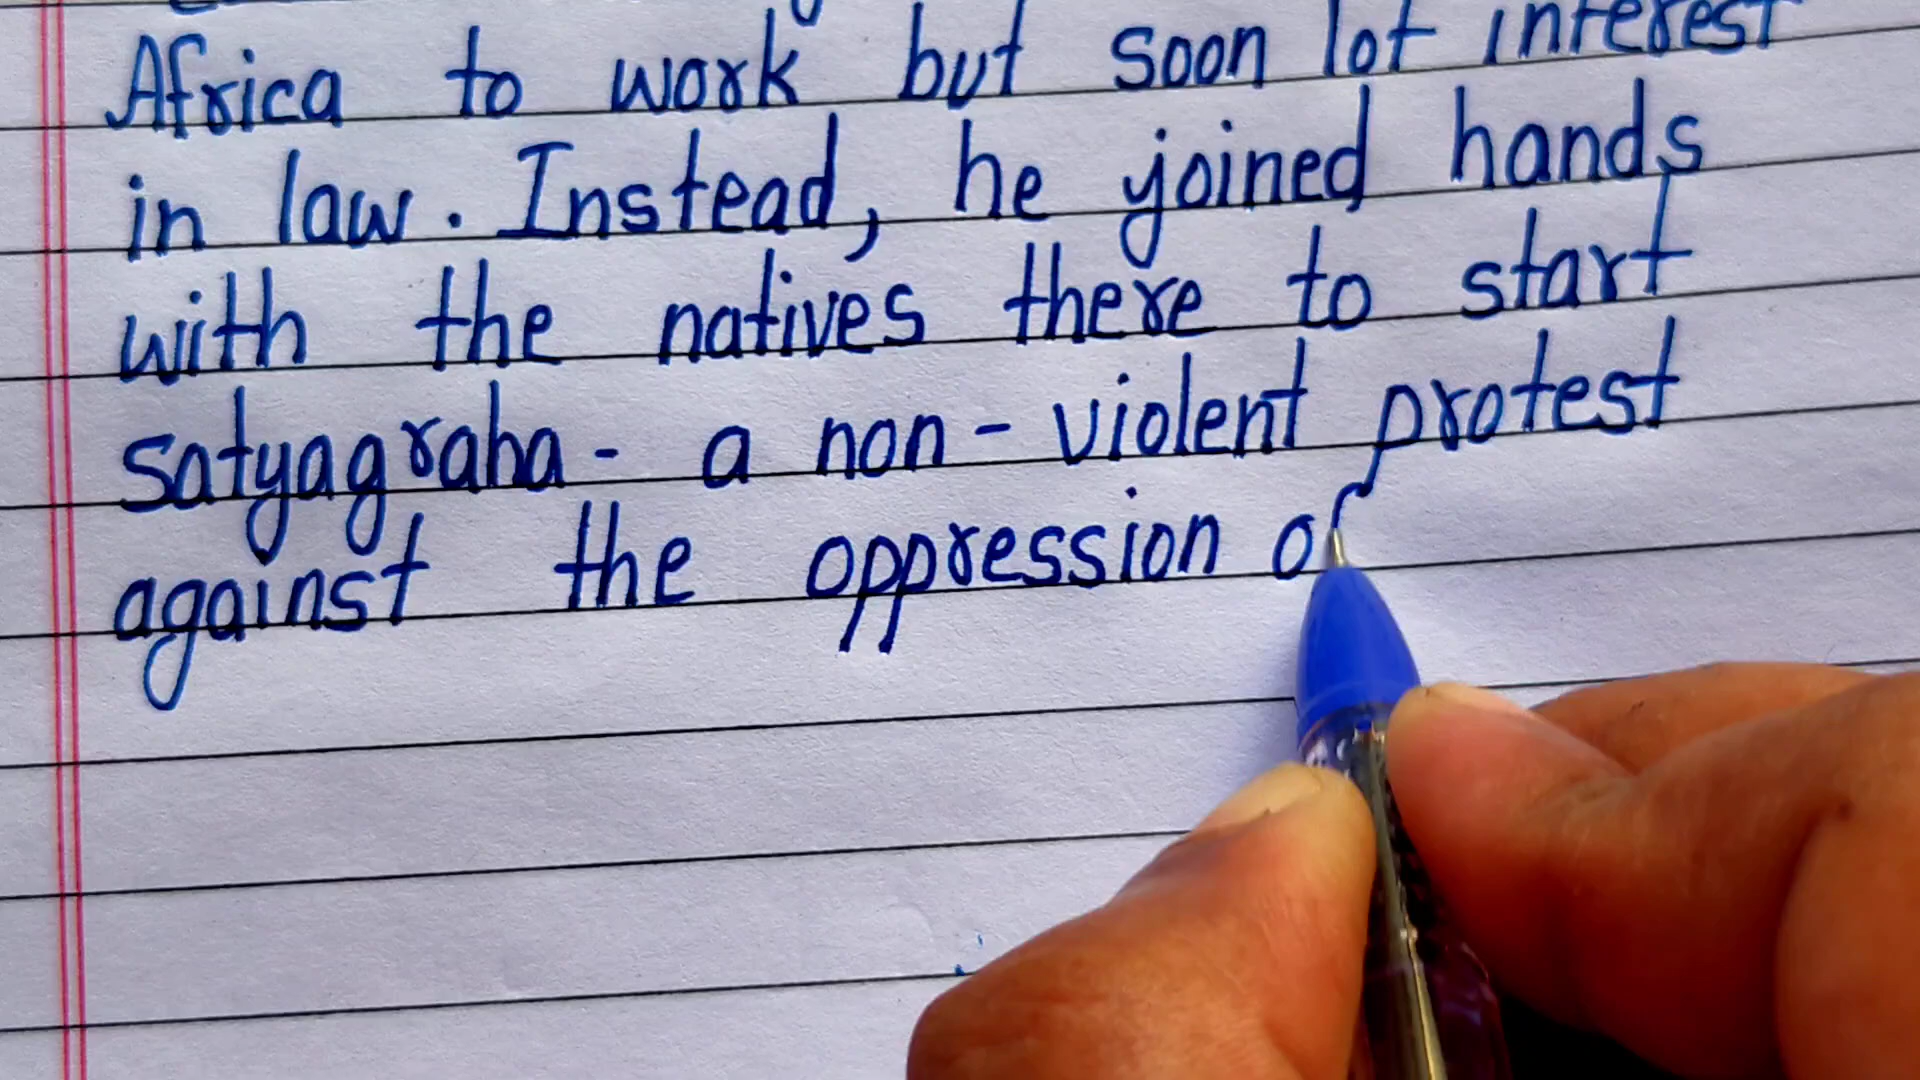 Africa to work but soon lot interest
in law. Instead, he joined hands
with the natives there to start
satyagraha - a non-violent protest
against the oppression of